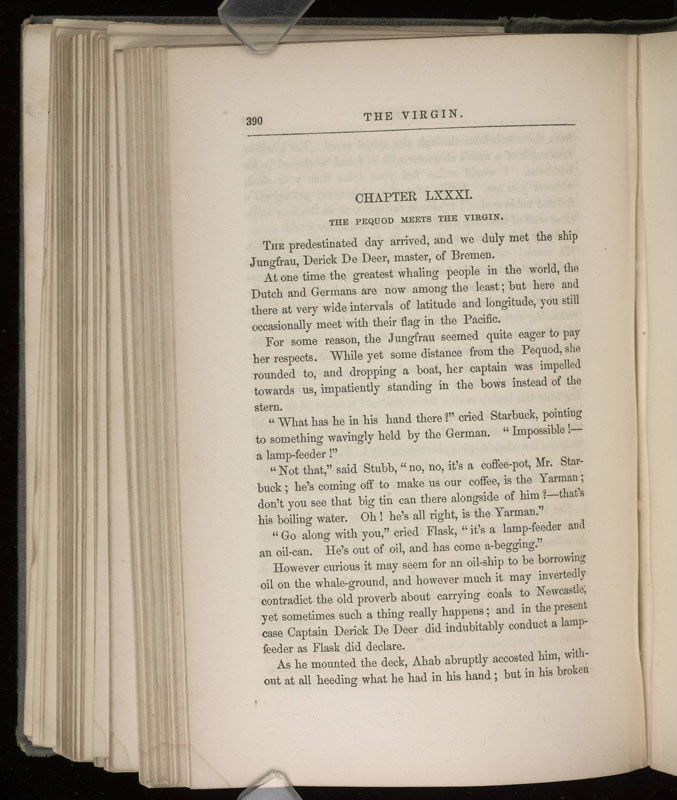 390
THE VIRGIN.
CHAPTER LXXXI.
THE PEQUOD MEETS THE VIRGIN.
THE predestinated day arrived, and we duly met the ship
Jungfrau, Derick De Deer, master, of Bremen.
At one time the greatest whaling people in the world, the
Dutch and Germans are now among the least; but here and
there at very wide intervals of latitude and longitude, you still
occasionally meet with their flag in the Pacific.
For some reason, the Jungfrau seemed quite eager to pay
her respects. While yet some distance from the Pequod, she
rounded to, and dropping a boat, her captain was impelled
towards us, impatiently standing in the bows instead of the
stern.
"What has he in his hand there?" cried Starbuck, pointing
to something wavingly held by the German. "Impossible!—
a lamp-feeder!"
"Not that," said Stubb, "no, no, it's a coffee-pot, Mr. Star-
buck; he's coming off to make us our coffee, is the Yarman;
don't you see that big tin can there alongside of him?—that's
his boiling water. Oh! he's all right, is the Yarman."
"Go along with you," cried Flask, "it's a lamp-feeder and
an oil-can. He's out of oil, and has come a-begging."
However curious it may seem for an oil-ship to be borrowing
oil on the whale-ground, and however much it may invertedly
contradict the old proverb about carrying coals to Newcastle,
yet sometimes such a thing really happens; and in the present
case Captain Derick De Deer did indubitably conduct a lamp-
feeder as Flask did declare.
As he mounted the deck, Ahab abruptly accosted him, with-
out at all heeding what he had in his hand; but in his broken